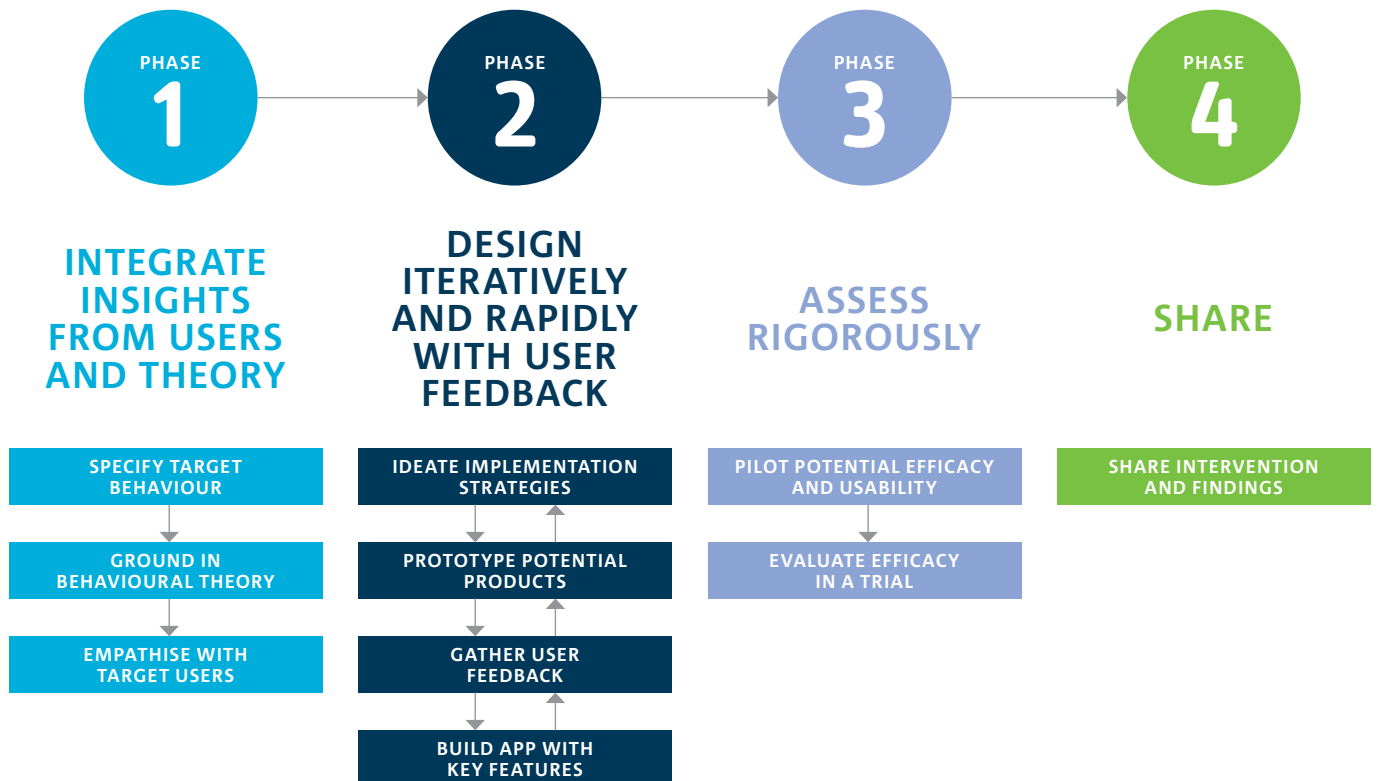 PHASE
1
PHASE
2
PHASE
3
PHASE
4
INTEGRATE
INSIGHTS
FROM USERS
AND THEORY
DESIGN
ITERATIVELY
AND RAPIDLY
WITH USER
FEEDBACK
ASSESS
RIGOROUSLY
SHARE
SPECIFY TARGET
BEHAVIOUR
GROUND IN
BEHAVIOURAL THEORY
EMPATHISE WITH
TARGET USERS
IDEATE IMPLEMENTATION
STRATEGIES
PROTOTYPE POTENTIAL
PRODUCTS
GATHER USER
FEEDBACK
BUILD APP WITH
KEY FEATURES
PILOT POTENTIAL EFFICACY
AND USABILITY
EVALUATE EFFICACY
IN A TRIAL
SHARE INTERVENTION
AND FINDINGS